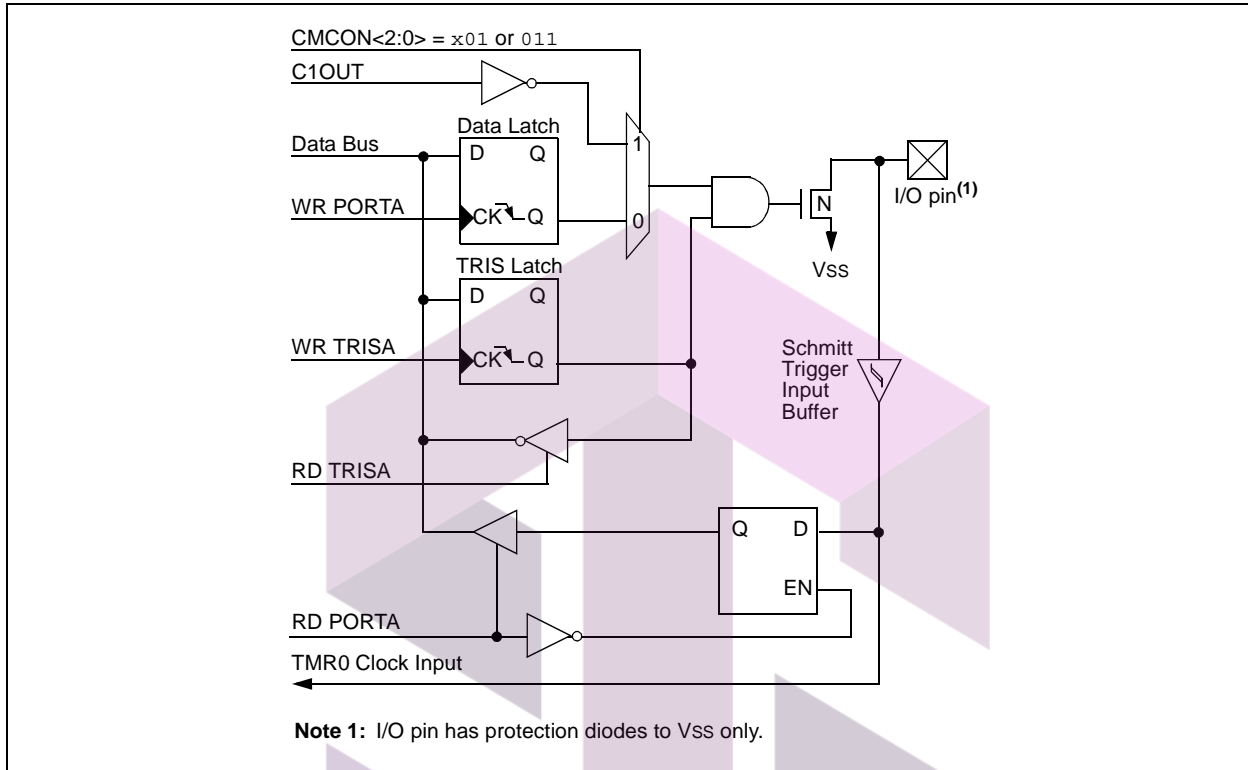 CMCON<2:0> = x01 or 011
C1OUT
Data Latch
Data Bus
D Q
1
WR PORTA
CK Q
0
N
I/O pin(1)
VSS
TRIS Latch
D Q
WR TRISA
CK Q
Schmitt
Trigger
Input
Buffer
RD TRISA
Q D
EN
RD PORTA
TMR0 Clock Input
Note 1: I/O pin has protection diodes to VSS only.